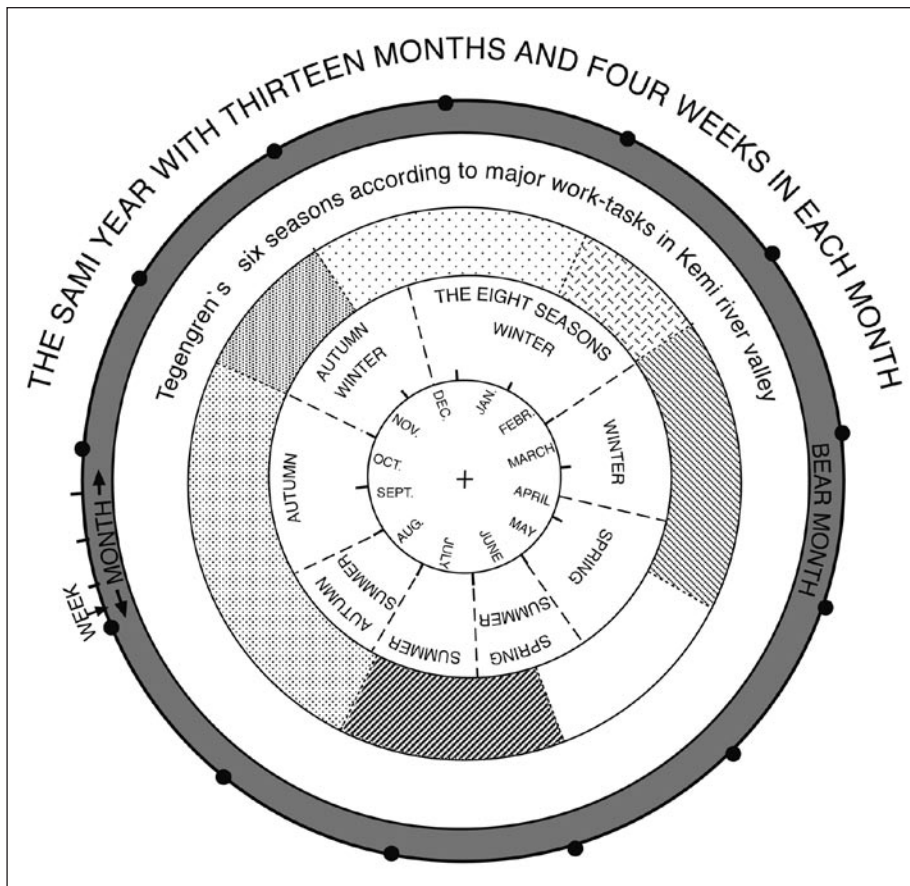 THE SAMI YEAR WITH THIRTEEN MONTHS AND FOUR WEEKS IN EACH MONTH
Tegengren`s six seasons according to major work-tasks in Kemi river valley
THE EIGHT SEASONS
WINTER
WINTER
SPRING
SPRING
SUMMER
SUMMER
AUTUMN
SUMMER
AUTUMN
AUTUMN
WINTER
JAN.
FEBR.
MARCH
APRIL
MAY
JUNE
JULY
AUG.
SEPT.
OCT.
NOV.
DEC.
BEAR MONTH
MONTH
WEEK